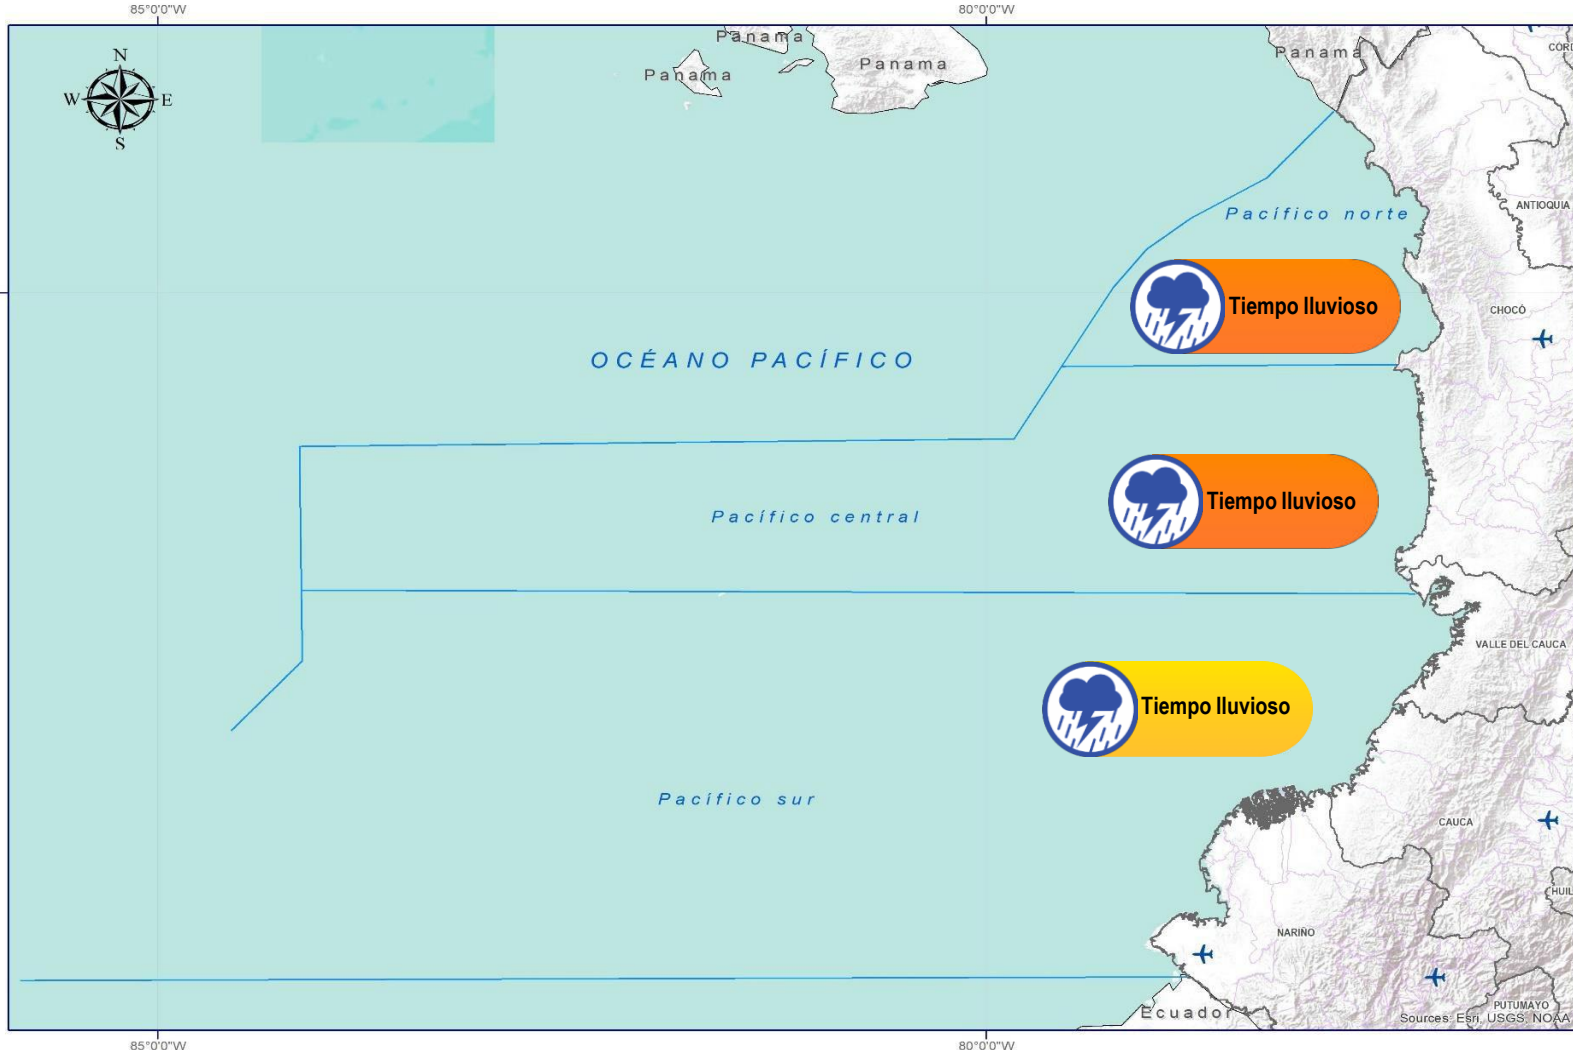 85°0'0"W
80°0'0"W
Panama
Panama
Panama
Panama
N
W
E
S
ANTIOQUIA
Pacífico norte
Tiempo lluvioso
CHOCÓ
OCÉANO PACÍFICO
Tiempo lluvioso
Pacífico central
VALLE DEL CAUCA
Tiempo lluvioso
Pacífico sur
CAUCA
HUIL
NARIÑO
PUTUMAYO
Ecuador
Sources: Esri, USGS, NOAA
85°0'0"W
80°0'0"W